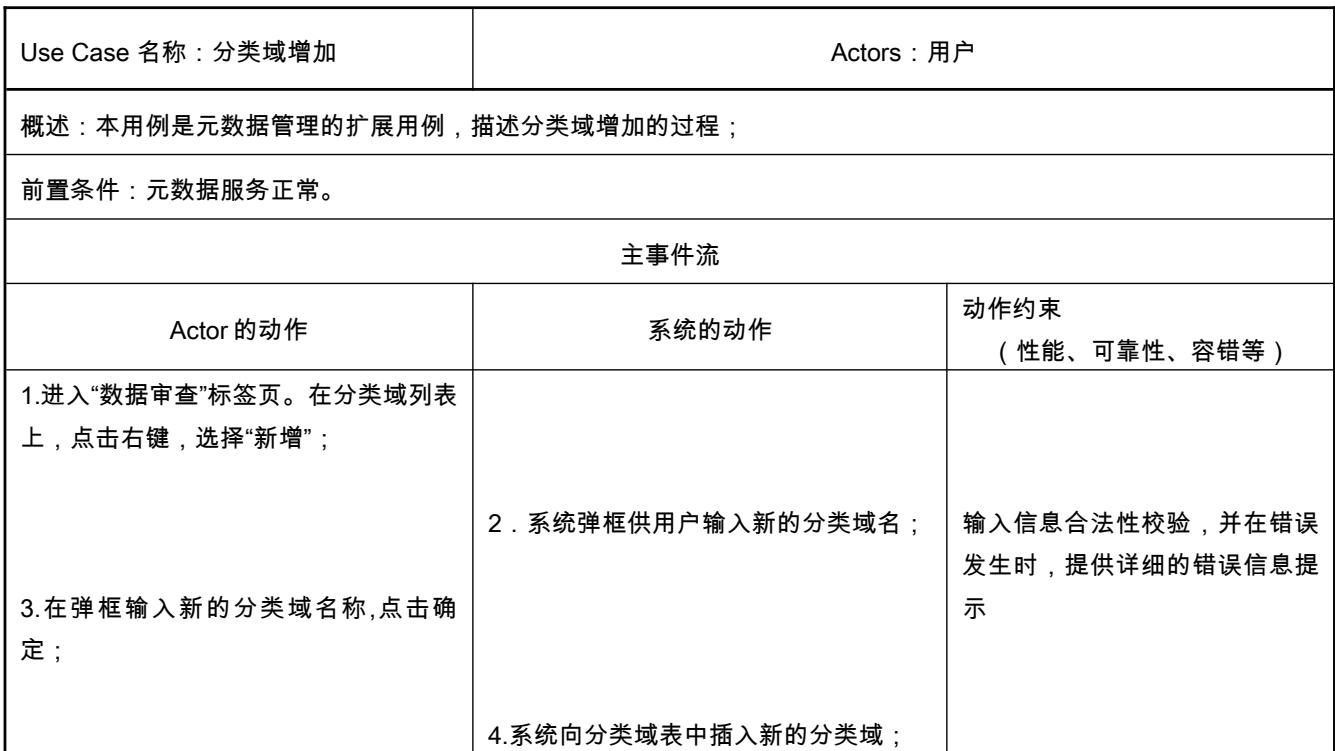 Use Case 名称：分类域增加
Actors：用户
概述：本用例是元数据管理的扩展用例，描述分类域增加的过程；
前置条件：元数据服务正常。
主事件流
Actor 的动作
系统的动作
动作约束
（性能、可靠性、容错等）
1.进入“数据审查”标签页。在分类域列表
上，点击右键，选择“新增”；
2．系统弹框供用户输入新的分类域名；
输入信息合法性校验，并在错误
发生时，提供详细的错误信息提
示
3.在弹框输入新的分类域名称,点击确
定；
4.系统向分类域表中插入新的分类域；